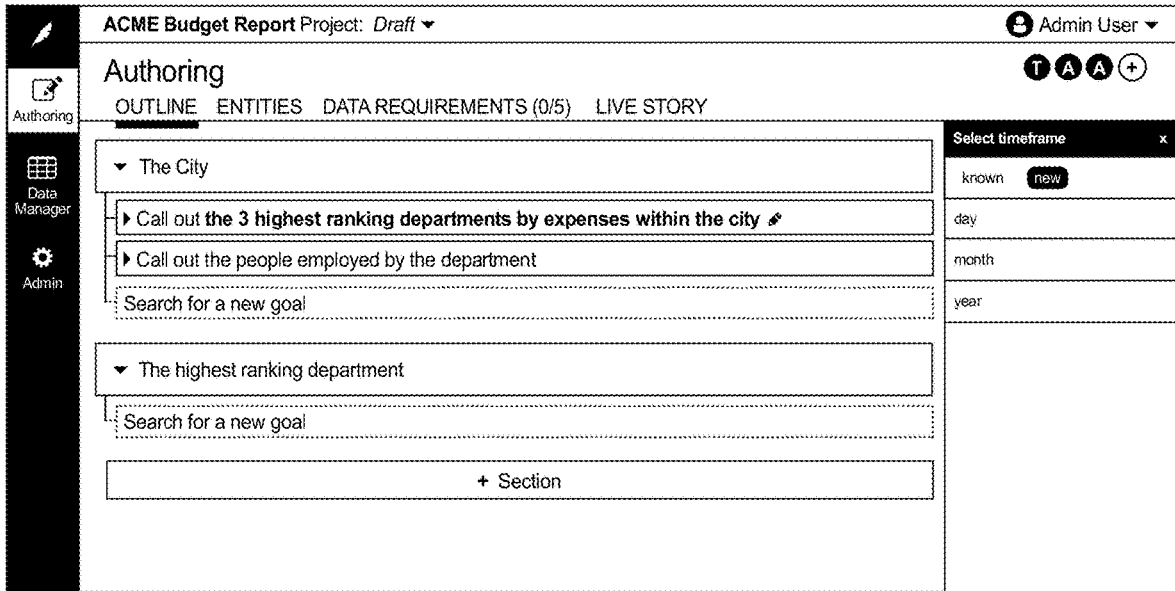 ACME Budget Report Project: Draft
Admin User
Authoring
T A A +
OUTLINE ENTITIES DATA REQUIREMENTS (0/5) LIVE STORY
Authoring
Data
Manager
Admin
The City
Call out the 3 highest ranking departments by expenses within the city
Call out the people employed by the department
Search for a new goal
The highest ranking department
Search for a new goal
+ Section
Select timeframe x
known new
day
month
year